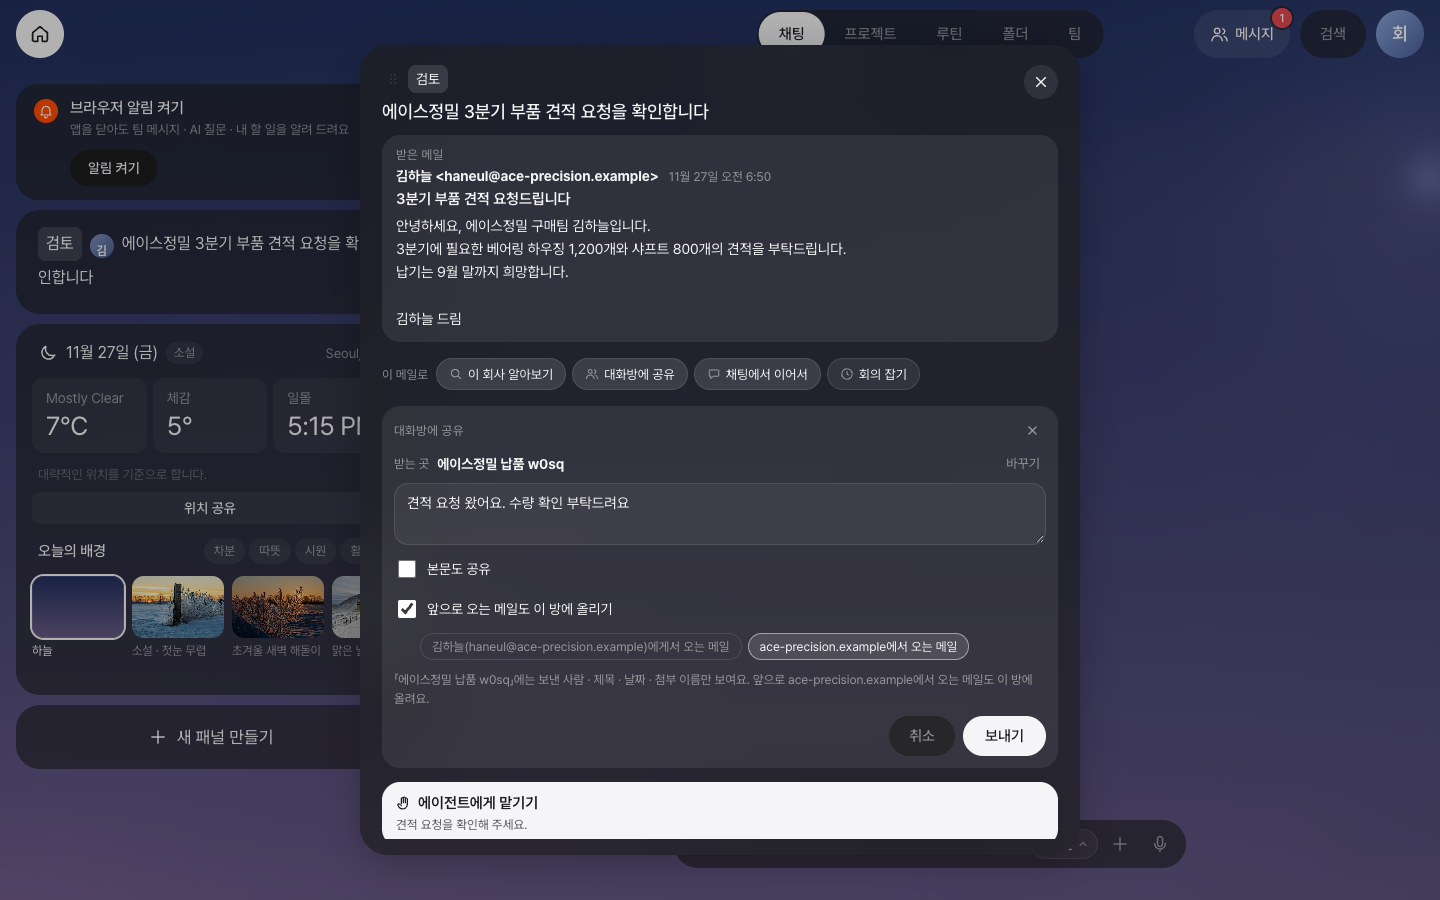 채팅
프로젝트
루틴
폴더
팀
메시지
1
검색
회
브라우저 알림 켜기
앱을 닫아도 팀 메시지 · AI 질문 · 내 할 일을 알려 드려요
알림 켜기
검토 김 에이스정밀 3분기 부품 견적 요청을 확
인합니다
11월 27일 (금) 소설 Seoul,
Mostly Clear
7°C
체감
5°
일몰
5:15 P
대략적인 위치를 기준으로 합니다.
위치 공유
오늘의 배경 차분 따뜻 시원
하늘
소설 · 첫눈 무렵
초겨울 새벽 해돋이
맑은
새 패널 만들기
검토
에이스정밀 3분기 부품 견적 요청을 확인합니다
받은 메일
김하늘 <haneul@ace-precision.example> 11월 27일 오전 6:50
3분기 부품 견적 요청드립니다
안녕하세요, 에이스정밀 구매팀 김하늘입니다.
3분기에 필요한 베어링 하우징 1,200개와 샤프트 800개의 견적을 부탁드립니다.
납기는 9월 말까지 희망합니다.
김하늘 드림
이 메일로 이 회사 알아보기 대화방에 공유 채팅에서 이어서 회의 잡기
대화방에 공유
받는 곳 에이스정밀 납품 w0sq 바꾸기
견적 요청 왔어요. 수량 확인 부탁드려요
본문도 공유
앞으로 오는 메일도 이 방에 올리기
김하늘(haneul@ace-precision.example)에게서 오는 메일 ace-precision.example에서 오는 메일
「에이스정밀 납품 w0sq」에는 보낸 사람 · 제목 · 날짜 · 첨부 이름만 보여요. 앞으로 ace-precision.example에서 오는 메일도 이 방에
올려요.
취소 보내기
에이전트에게 맡기기
견적 요청을 확인해 주세요.